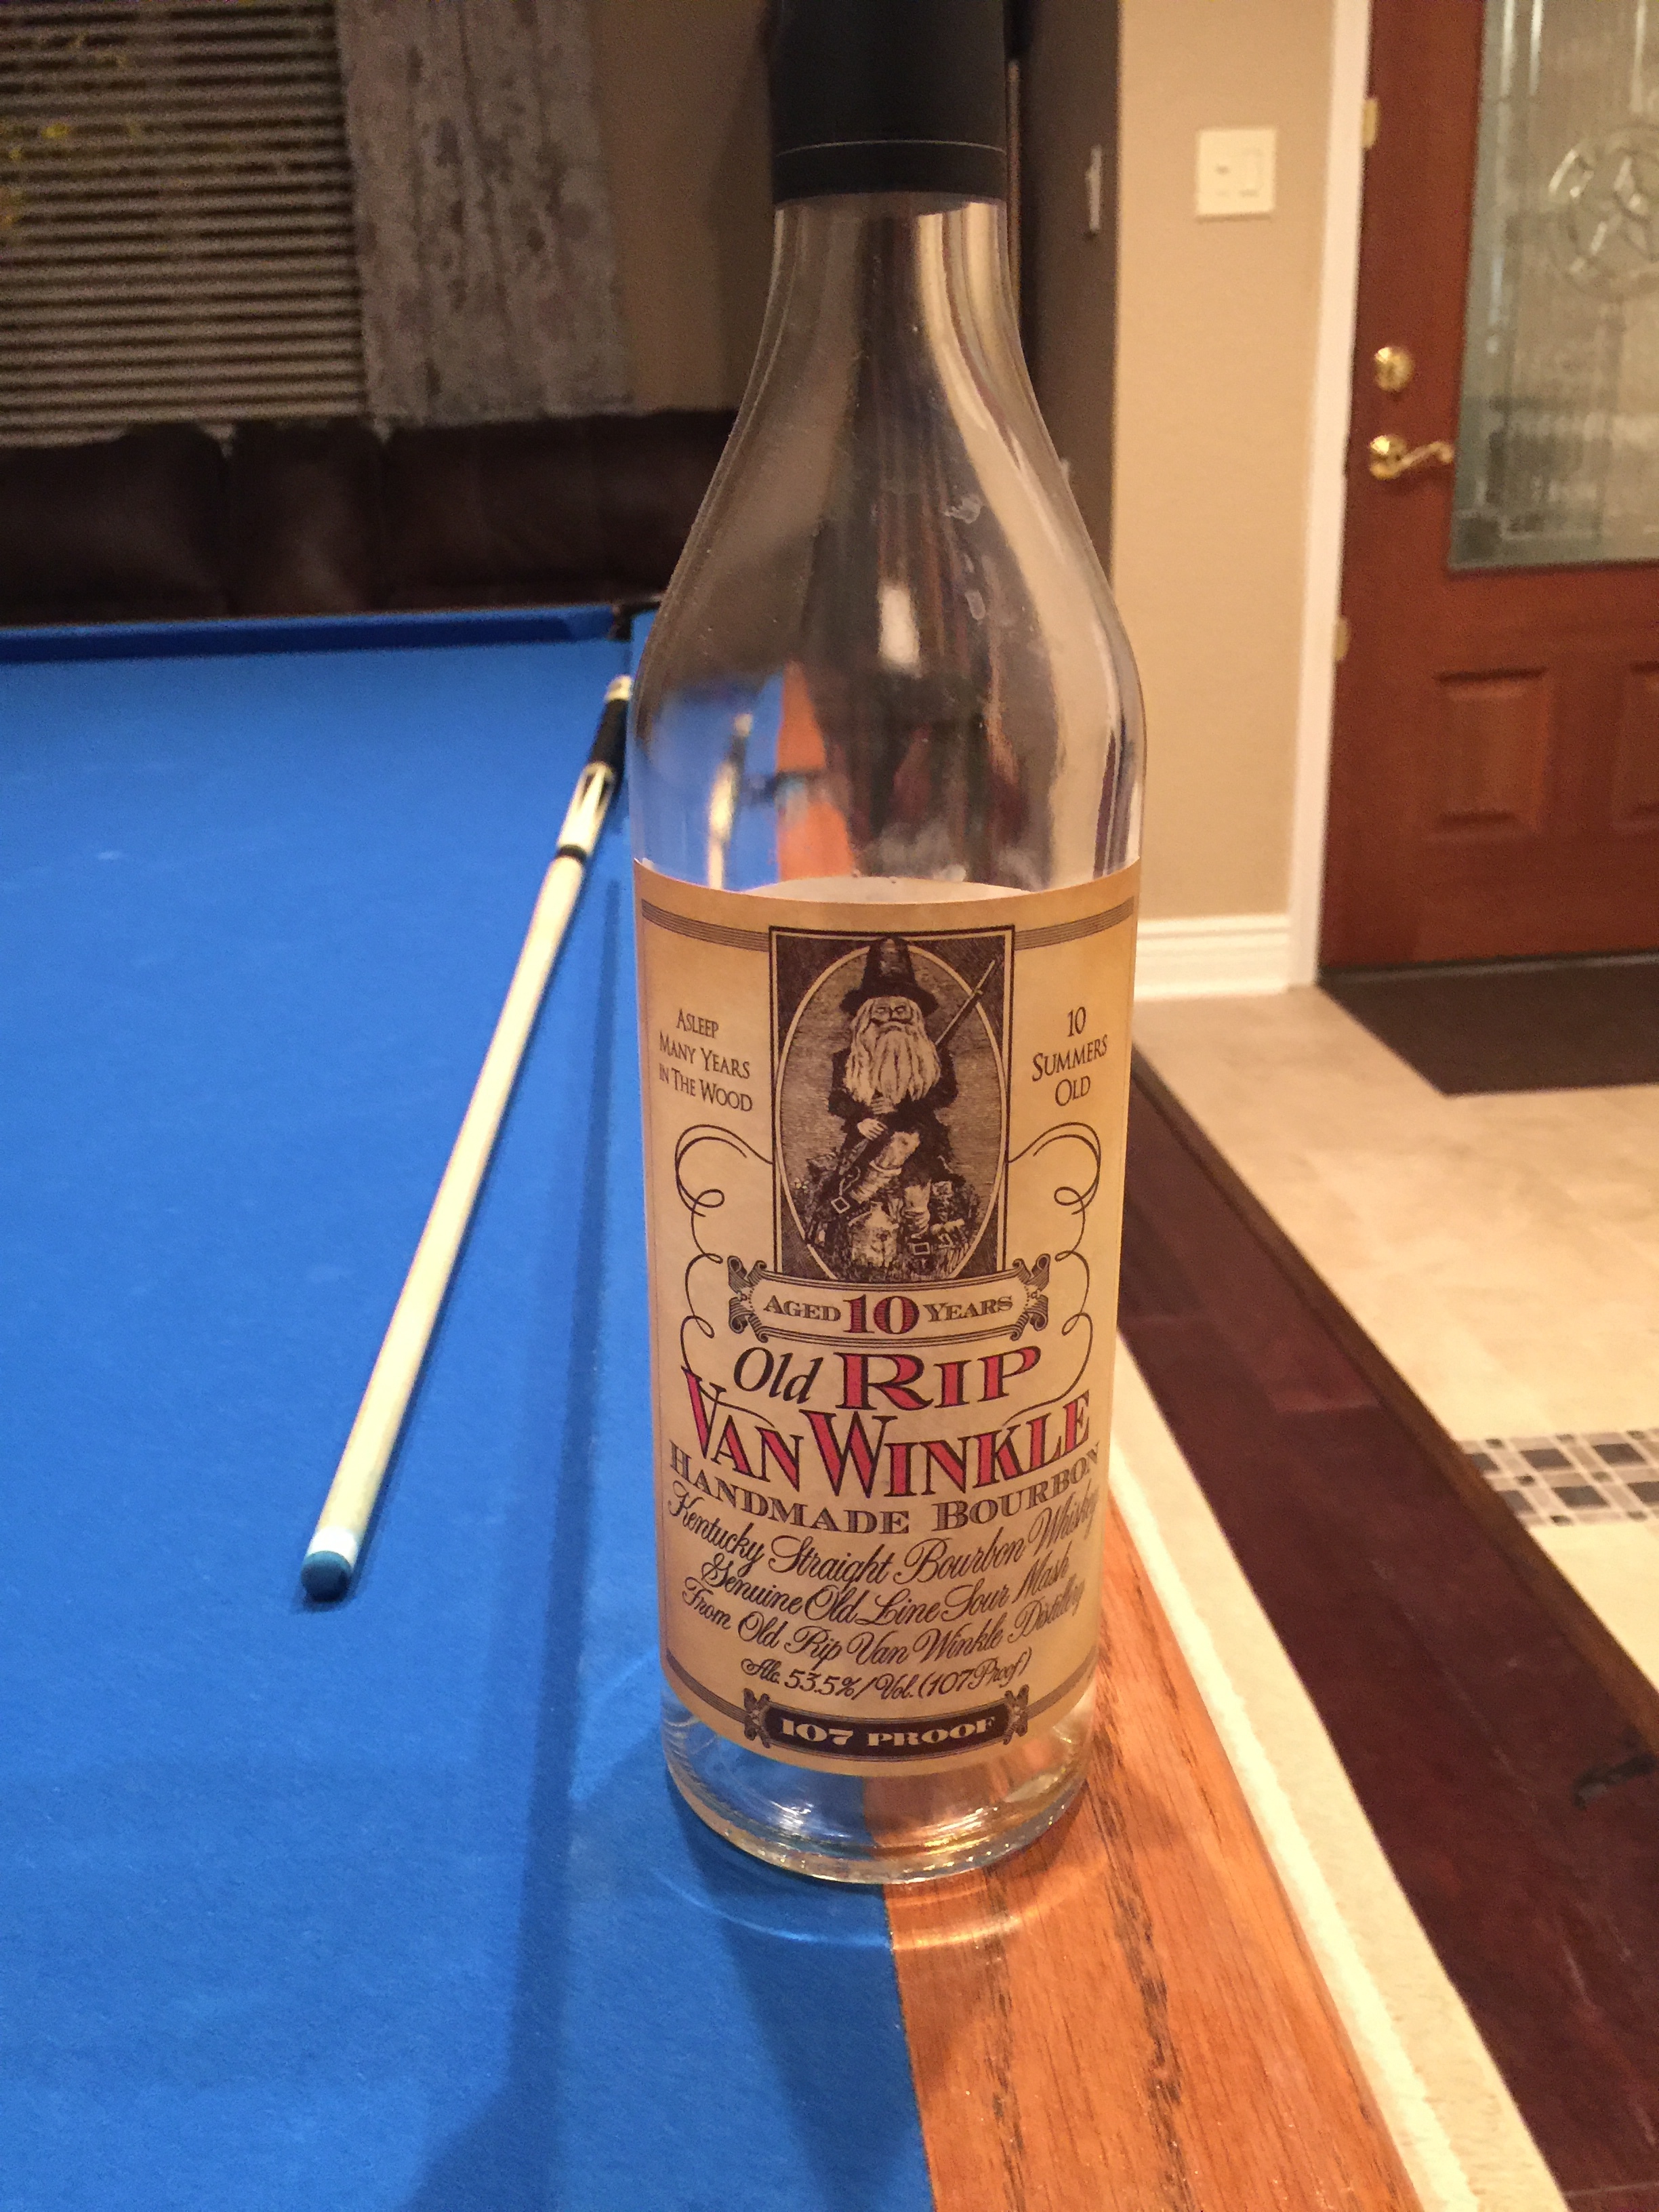 ASLEEP
MANY YEARS
IN THE WOOD
10
SUMMERS
OLD
AGED 10 YEARS
Old RIP
VAN WINKLE
HANDMADE BOURBON
Kentucky Straight Bourbon Whiskey
Genuine Old Line Sour Mash
From Old Rip Van Winkle Distillery
Alc. 53.5%/Vol. (107 Proof)
107 PROOF